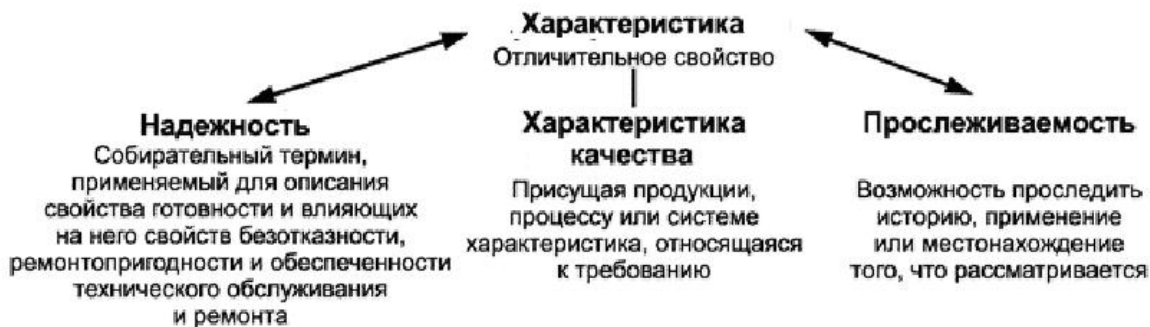 Характеристика
Отличительное свойство
Надежность
Собирательный термин,
применяемый для описания
свойства готовности и влияющих
на него свойств безотказности,
ремонтопригодности и обеспеченности
технического обслуживания
и ремонта
Характеристика
качества
Присущая продукции,
процессу или системе
характеристика, относящаяся
к требованию
Прослеживаемость
Возможность проследить
историю, применение
или местонахождение
того, что рассматривается